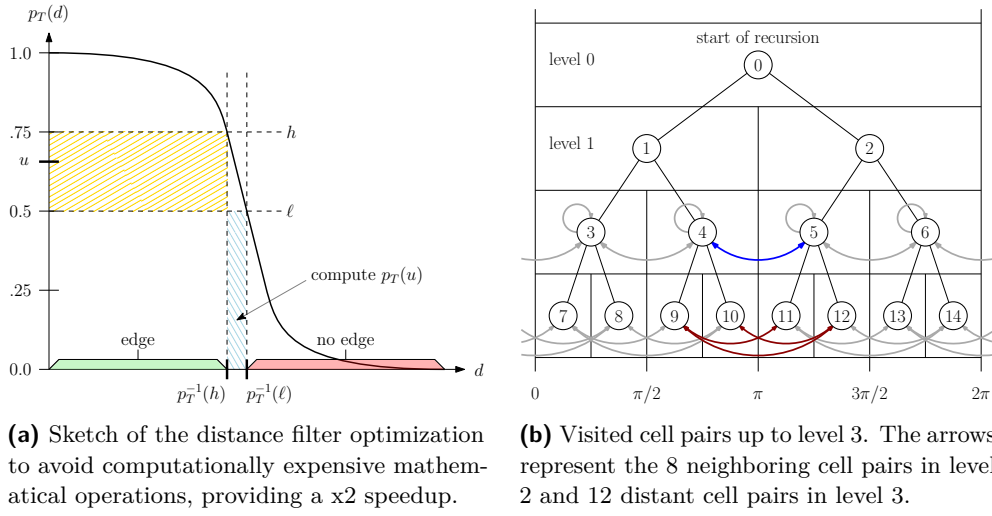 p_T(d)
1.0
.75
h
u
0.5
ℓ
compute p_T(u)
.25
edge
no edge
0.0
d
p_T^{-1}(h)
p_T^{-1}(ℓ)
start of recursion
level 0
0
level 1
1
2
3
4
5
6
7
8
9
10
11
12
13
14
0
π/2
π
3π/2
2π
(a) Sketch of the distance filter optimization
to avoid computationally expensive mathem-
atical operations, providing a x2 speedup.
(b) Visited cell pairs up to level 3. The arrows
represent the 8 neighboring cell pairs in level
2 and 12 distant cell pairs in level 3.